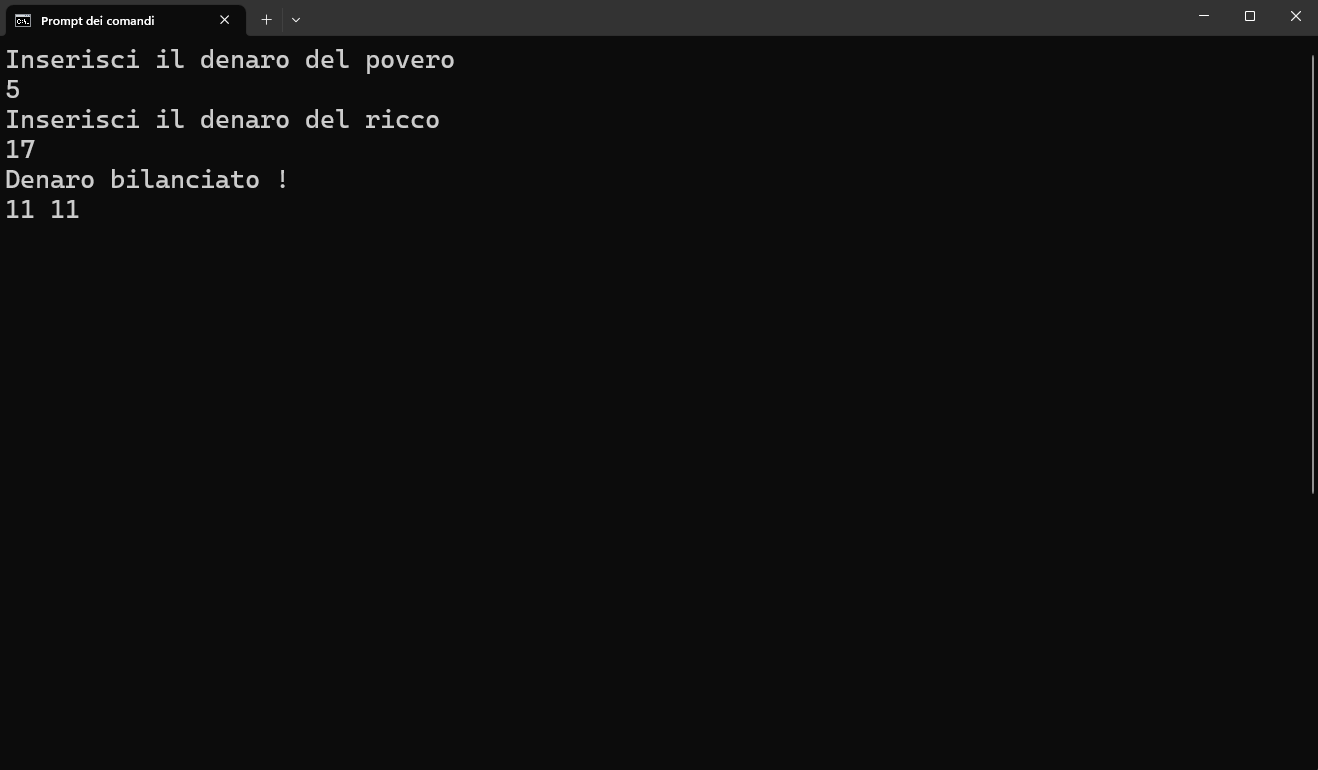 Prompt dei comandi
Inserisci il denaro del povero
5
Inserisci il denaro del ricco
17
Denaro bilanciato !
11 11